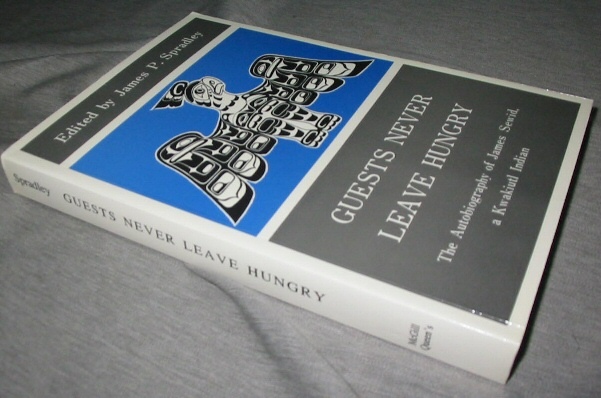 Edited by James P. Spradley
GUESTS NEVER
LEAVE HUNGRY
The Autobiography of James Sewid,
a Kwakiutl Indian
Spradley GUESTS NEVER LEAVE HUNGRY
McGill
Queen's